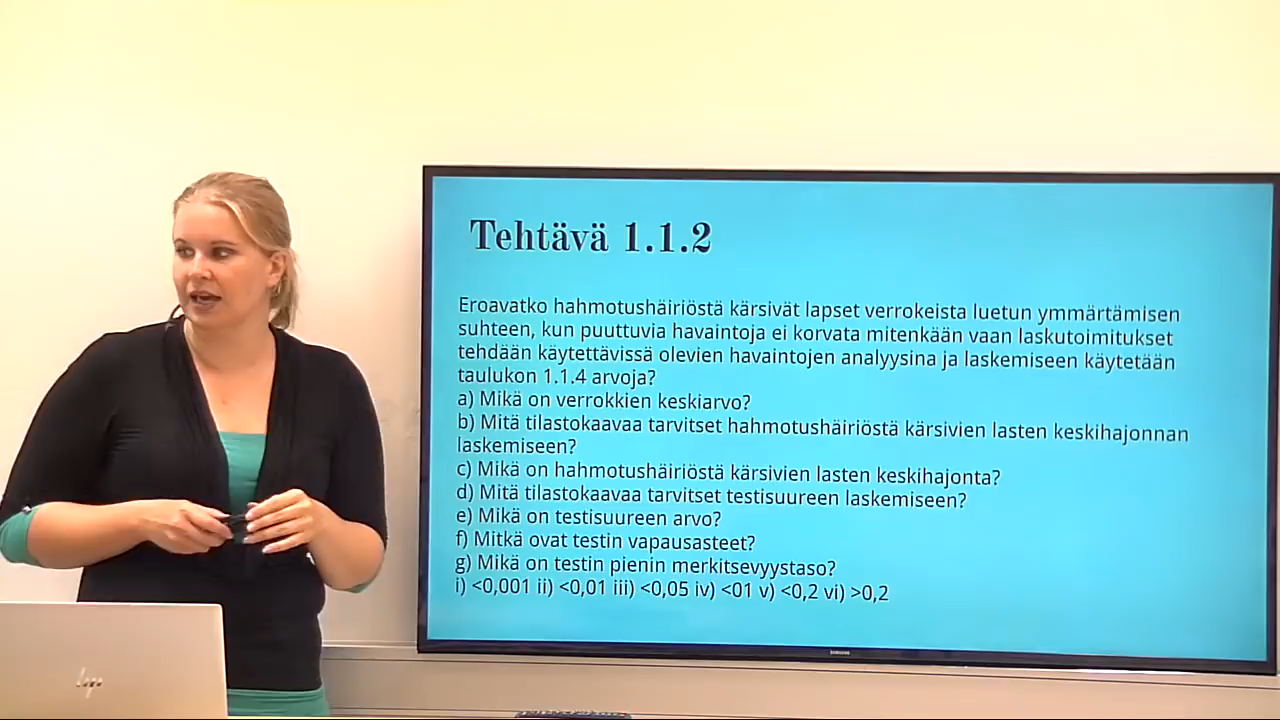 Tehtävä 1.1.2
Eroavatko hahmotushäiriöstä kärsivät lapset verrokeista luetun ymmärtämisen
suhteen, kun puuttuvia havaintoja ei korvata mitenkään vaan laskutoimitukset
tehdään käytettävissä olevien havaintojen analyysina ja laskemiseen käytetään
taulukon 1.1.4 arvoja?
a) Mikä on verrokkien keskiarvo?
b) Mitä tilastokaavaa tarvitset hahmotushäiriöstä kärsivien lasten keskihajonnan
laskemiseen?
c) Mikä on hahmotushäiriöstä kärsivien lasten keskihajonta?
d) Mitä tilastokaavaa tarvitset testisuureen laskemiseen?
e) Mikä on testisuureen arvo?
f) Mitkä ovat testin vapausasteet?
g) Mikä on testin pienin merkitsevyystaso?
i) <0,001 ii) <0,01 iii) <0,05 iv) <01 v) <0,2 vi) >0,2
SAMSUNG
hp